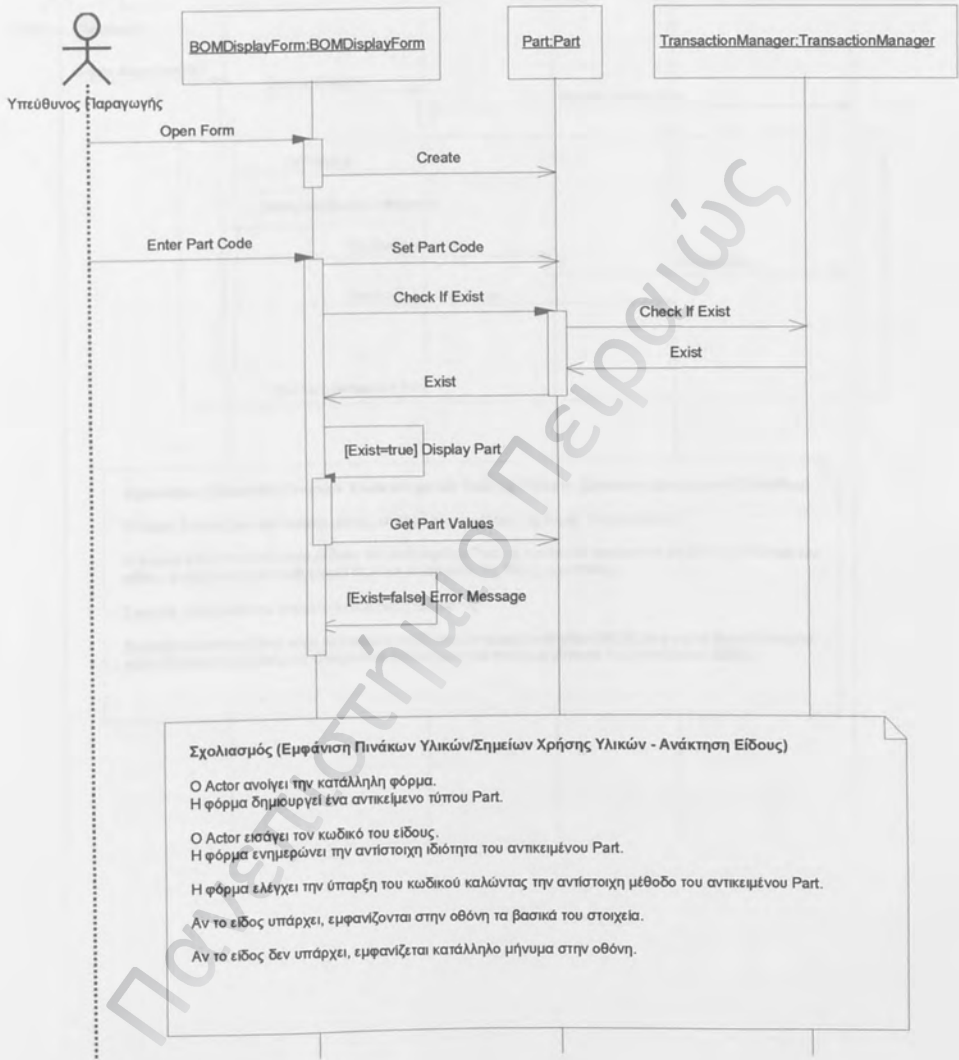 BOMDisplayForm:BOMDisplayForm
Part:Part
TransactionManager:TransactionManager
Υπεύθυνος Παραγωγής
Open Form
Create
Enter Part Code
Set Part Code
Check If Exist
Check If Exist
Exist
Exist
[Exist=true] Display Part
Get Part Values
[Exist=false] Error Message
Σχολιασμός (Εμφάνιση Πινάκων Υλικών/Σημείων Χρήσης Υλικών - Ανάκτηση Είδους)
Ο Actor ανοίγει την κατάλληλη φόρμα.
Η φόρμα δημιουργεί ένα αντικείμενο τύπου Part.
Ο Actor εισάγει τον κωδικό του είδους.
Η φόρμα ενημερώνει την αντίστοιχη ιδιότητα του αντικειμένου Part.
Η φόρμα ελέγχει την ύπαρξη του κωδικού καλώντας την αντίστοιχη μέθοδο του αντικειμένου Part.
Αν το είδος υπάρχει, εμφανίζονται στην οθόνη τα βασικά του στοιχεία.
Αν το είδος δεν υπάρχει, εμφανίζεται κατάλληλο μήνυμα στην οθόνη.
Πανεπιστήμιο Πειραιώς